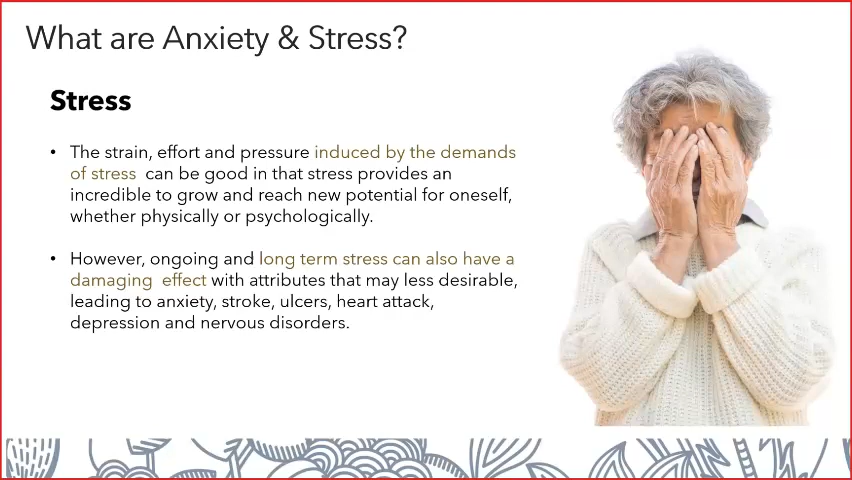 What are Anxiety & Stress?
Stress
• The strain, effort and pressure induced by the demands
of stress can be good in that stress provides an
incredible to grow and reach new potential for oneself,
whether physically or psychologically.
• However, ongoing and long term stress can also have a
damaging effect with attributes that may less desirable,
leading to anxiety, stroke, ulcers, heart attack,
depression and nervous disorders.